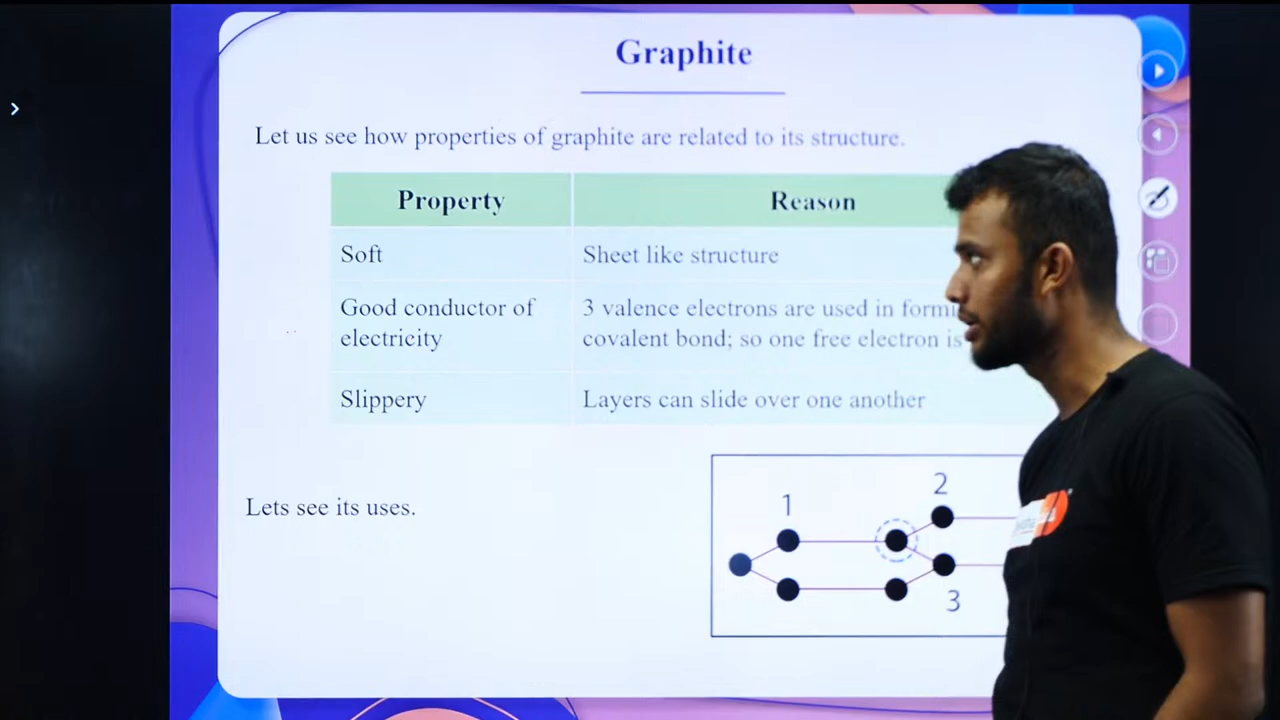 Graphite
Let us see how properties of graphite are related to its structure.
Property Reason
Soft Sheet like structure
Good conductor of 3 valence electrons are used in
electricity covalent bond; so one free electron is
Slippery Layers can slide over one another
1 2
Lets see its uses.
3